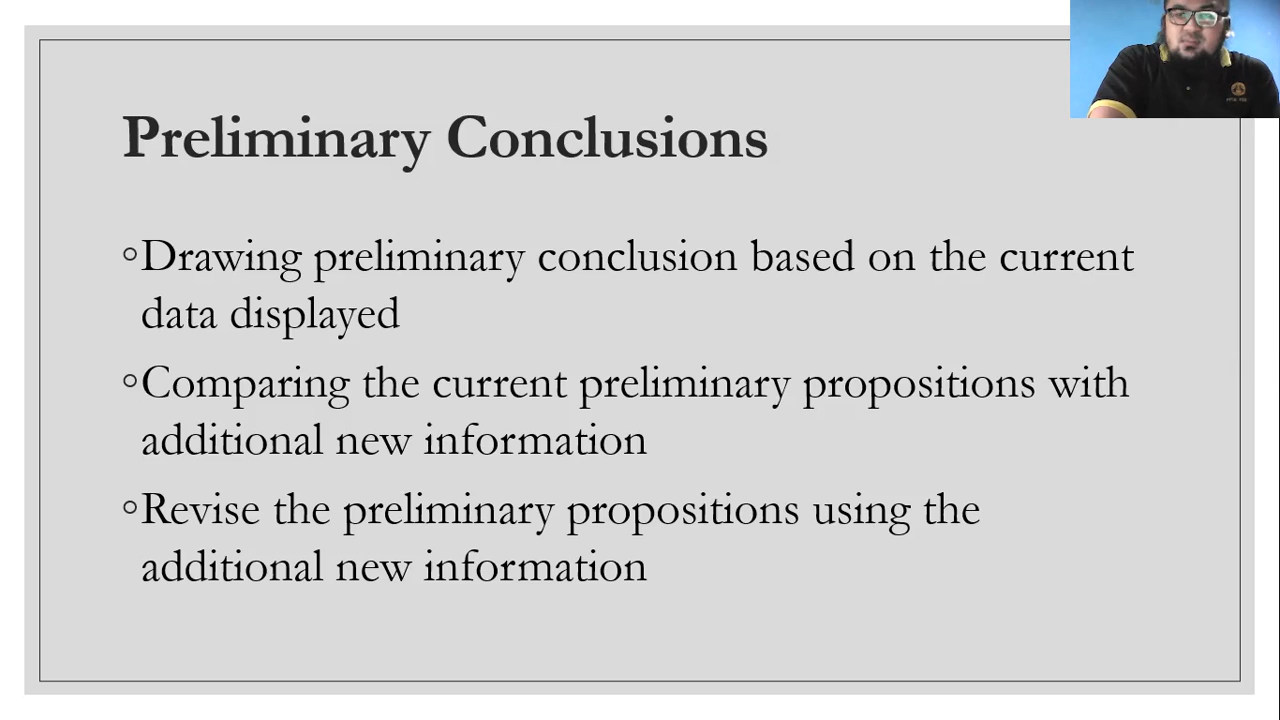 Preliminary Conclusions
◦Drawing preliminary conclusion based on the current
data displayed
◦Comparing the current preliminary propositions with
additional new information
◦Revise the preliminary propositions using the
additional new information